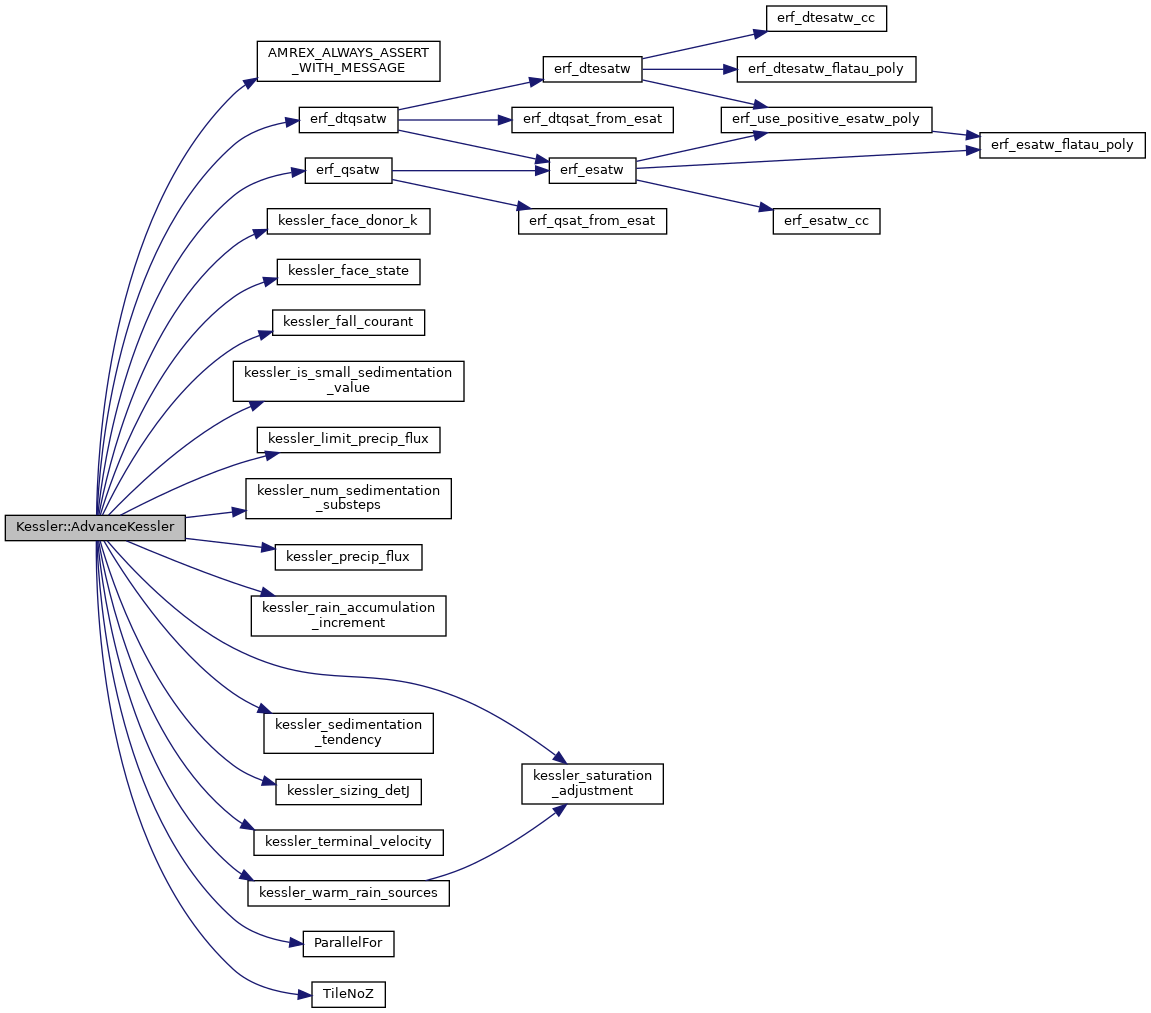 erf_dtesatw_cc
AMREX_ALWAYS_ASSERT
_WITH_MESSAGE
erf_dtesatw
erf_dtesatw_flatau_poly
erf_dtqsatw
erf_dtqsat_from_esat
erf_use_positive_esatw_poly
erf_esatw_flatau_poly
erf_qsatw
erf_esatw
kessler_face_donor_k
erf_qsat_from_esat
erf_esatw_cc
kessler_face_state
kessler_fall_courant
kessler_is_small_sedimentation
_value
kessler_limit_precip_flux
kessler_num_sedimentation
_substeps
Kessler::AdvanceKessler
kessler_precip_flux
kessler_rain_accumulation
_increment
kessler_sedimentation
_tendency
kessler_saturation
_adjustment
kessler_sizing_detJ
kessler_terminal_velocity
kessler_warm_rain_sources
ParallelFor
TileNoZ